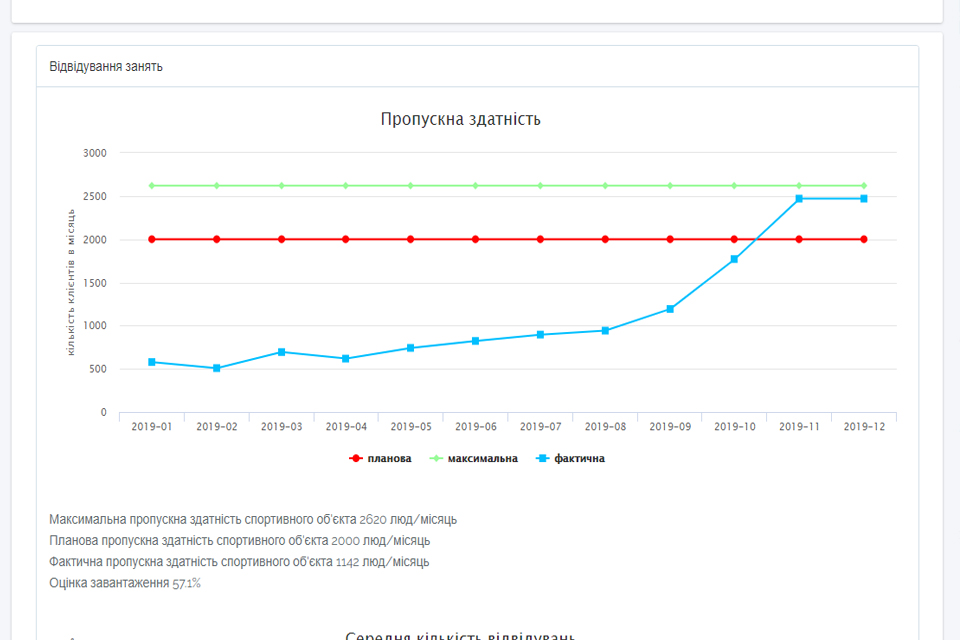 Відвідування занять
Пропускна здатність
3000
2500
2000
1500
1000
500
0
кількість клієнтів в місяць
2019-01 2019-02 2019-03 2019-04 2019-05 2019-06 2019-07 2019-08 2019-09 2019-10 2019-11 2019-12
планова максимальна фактична
Максимальна пропускна здатність спортивного об'єкта 2620 люд/місяць
Планова пропускна здатність спортивного об'єкта 2000 люд/місяць
Фактична пропускна здатність спортивного об'єкта 1142 люд/місяць
Оцінка завантаження 57.1%
Середня кількість відвідувань